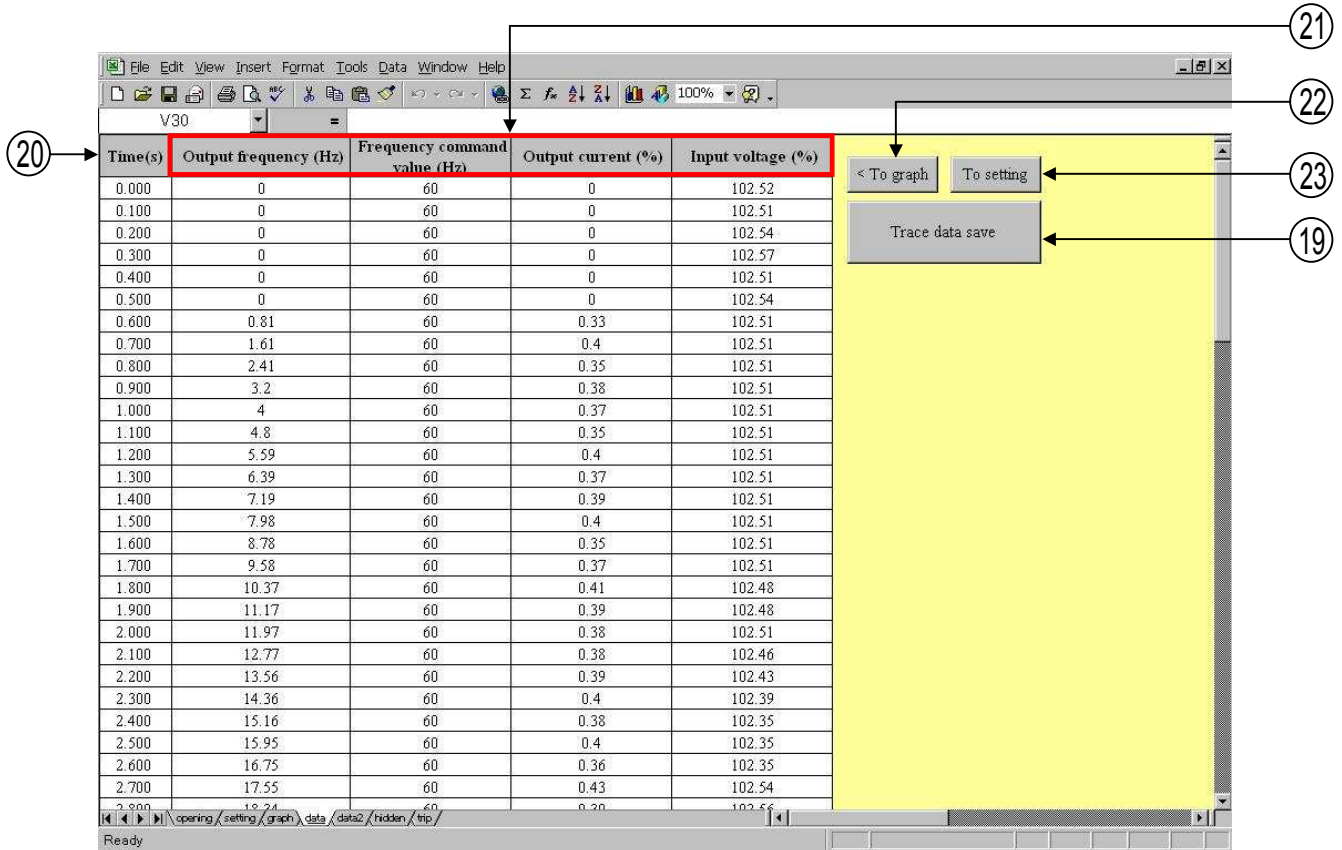 21
File Edit View Insert Format Tools Data Window Help
100%
22
V30 =
20
Time(s) Output frequency (Hz) Frequency command value (Hz) Output current (%) Input voltage (%)
< To graph To setting
23
Trace data save
19
0.000 0 60 0 102.52
0.100 0 60 0 102.51
0.200 0 60 0 102.54
0.300 0 60 0 102.57
0.400 0 60 0 102.51
0.500 0 60 0 102.54
0.600 0.81 60 0.33 102.51
0.700 1.61 60 0.4 102.51
0.800 2.41 60 0.35 102.51
0.900 3.2 60 0.38 102.51
1.000 4 60 0.37 102.51
1.100 4.8 60 0.35 102.51
1.200 5.59 60 0.4 102.51
1.300 6.39 60 0.37 102.51
1.400 7.19 60 0.39 102.51
1.500 7.98 60 0.4 102.51
1.600 8.78 60 0.35 102.51
1.700 9.58 60 0.37 102.51
1.800 10.37 60 0.41 102.48
1.900 11.17 60 0.39 102.48
2.000 11.97 60 0.38 102.51
2.100 12.77 60 0.38 102.46
2.200 13.56 60 0.39 102.43
2.300 14.36 60 0.4 102.39
2.400 15.16 60 0.38 102.35
2.500 15.95 60 0.4 102.35
2.600 16.75 60 0.36 102.35
2.700 17.55 60 0.43 102.54
opening setting graph data data2 hidden trip
Ready